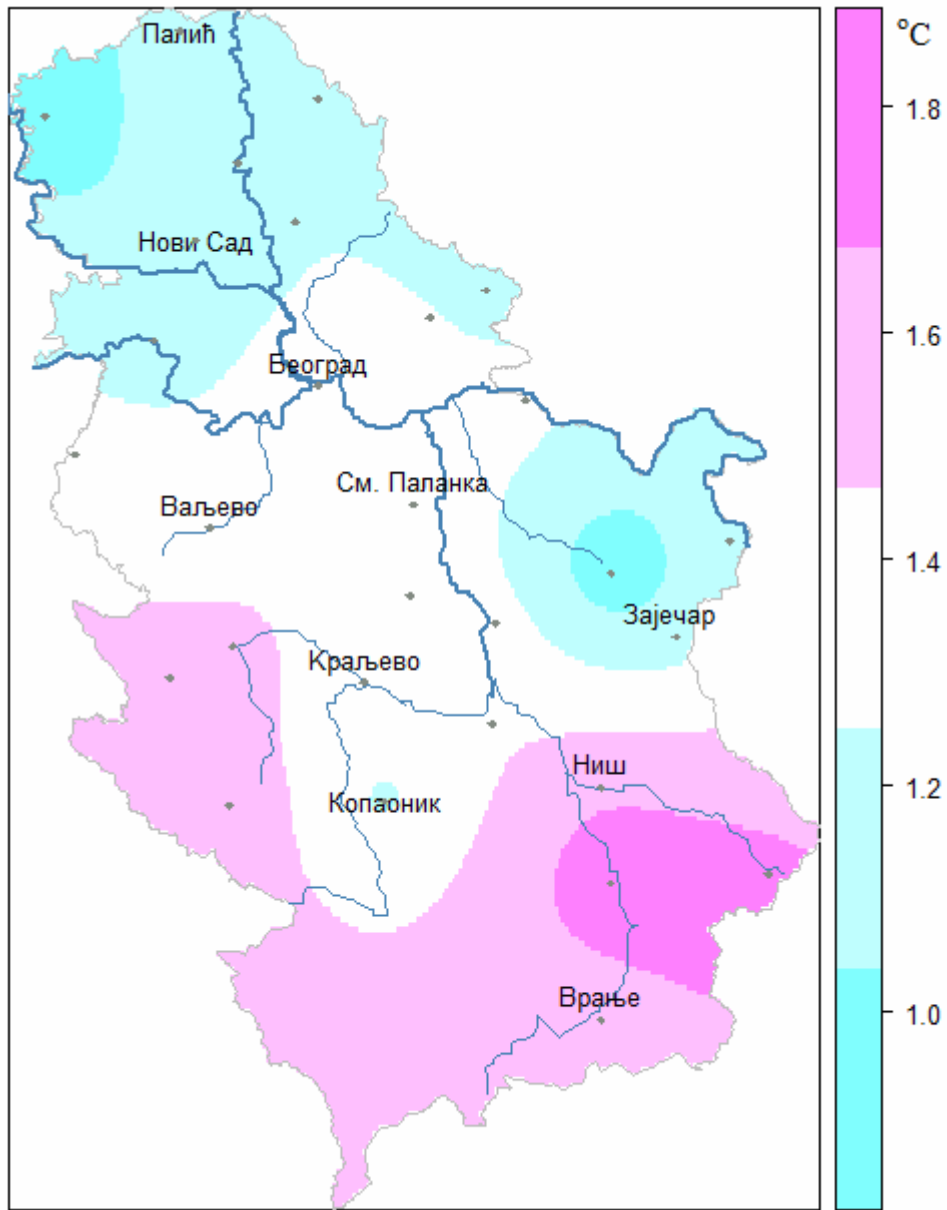 Палић
°C
1.8
Нови Сад
1.6
Београд
См. Паланка
Ваљево
1.4
Зајечар
Краљево
Ниш
1.2
Копаоник
Врање
1.0